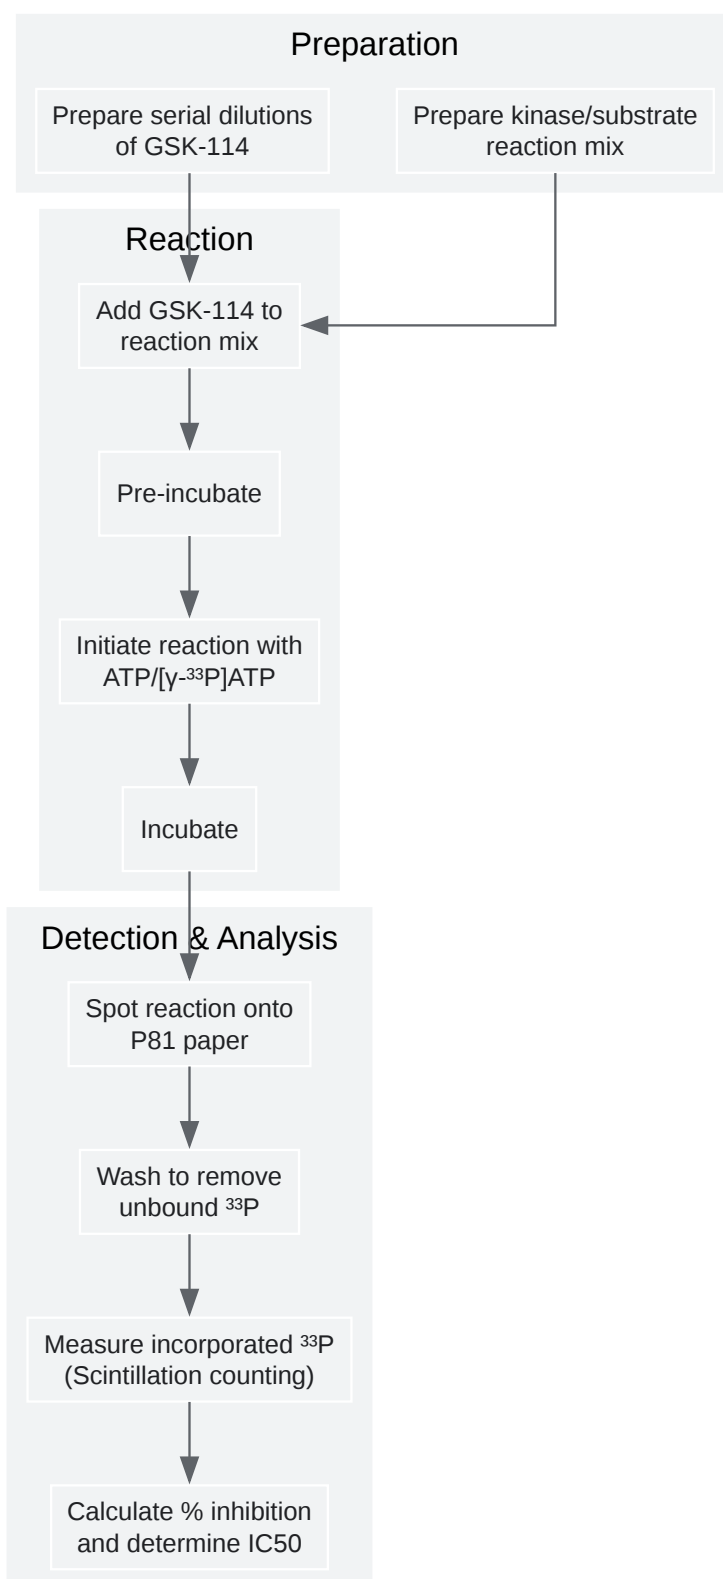 Preparation
Prepare serial dilutions
of GSK-114
Prepare kinase/substrate
reaction mix
Reaction
Add GSK-114 to
reaction mix
Pre-incubate
Initiate reaction with
ATP/[γ-³³P]ATP
Incubate
Detection & Analysis
Spot reaction onto
P81 paper
Wash to remove
unbound ³³P
Measure incorporated ³³P
(Scintillation counting)
Calculate % inhibition
and determine IC50